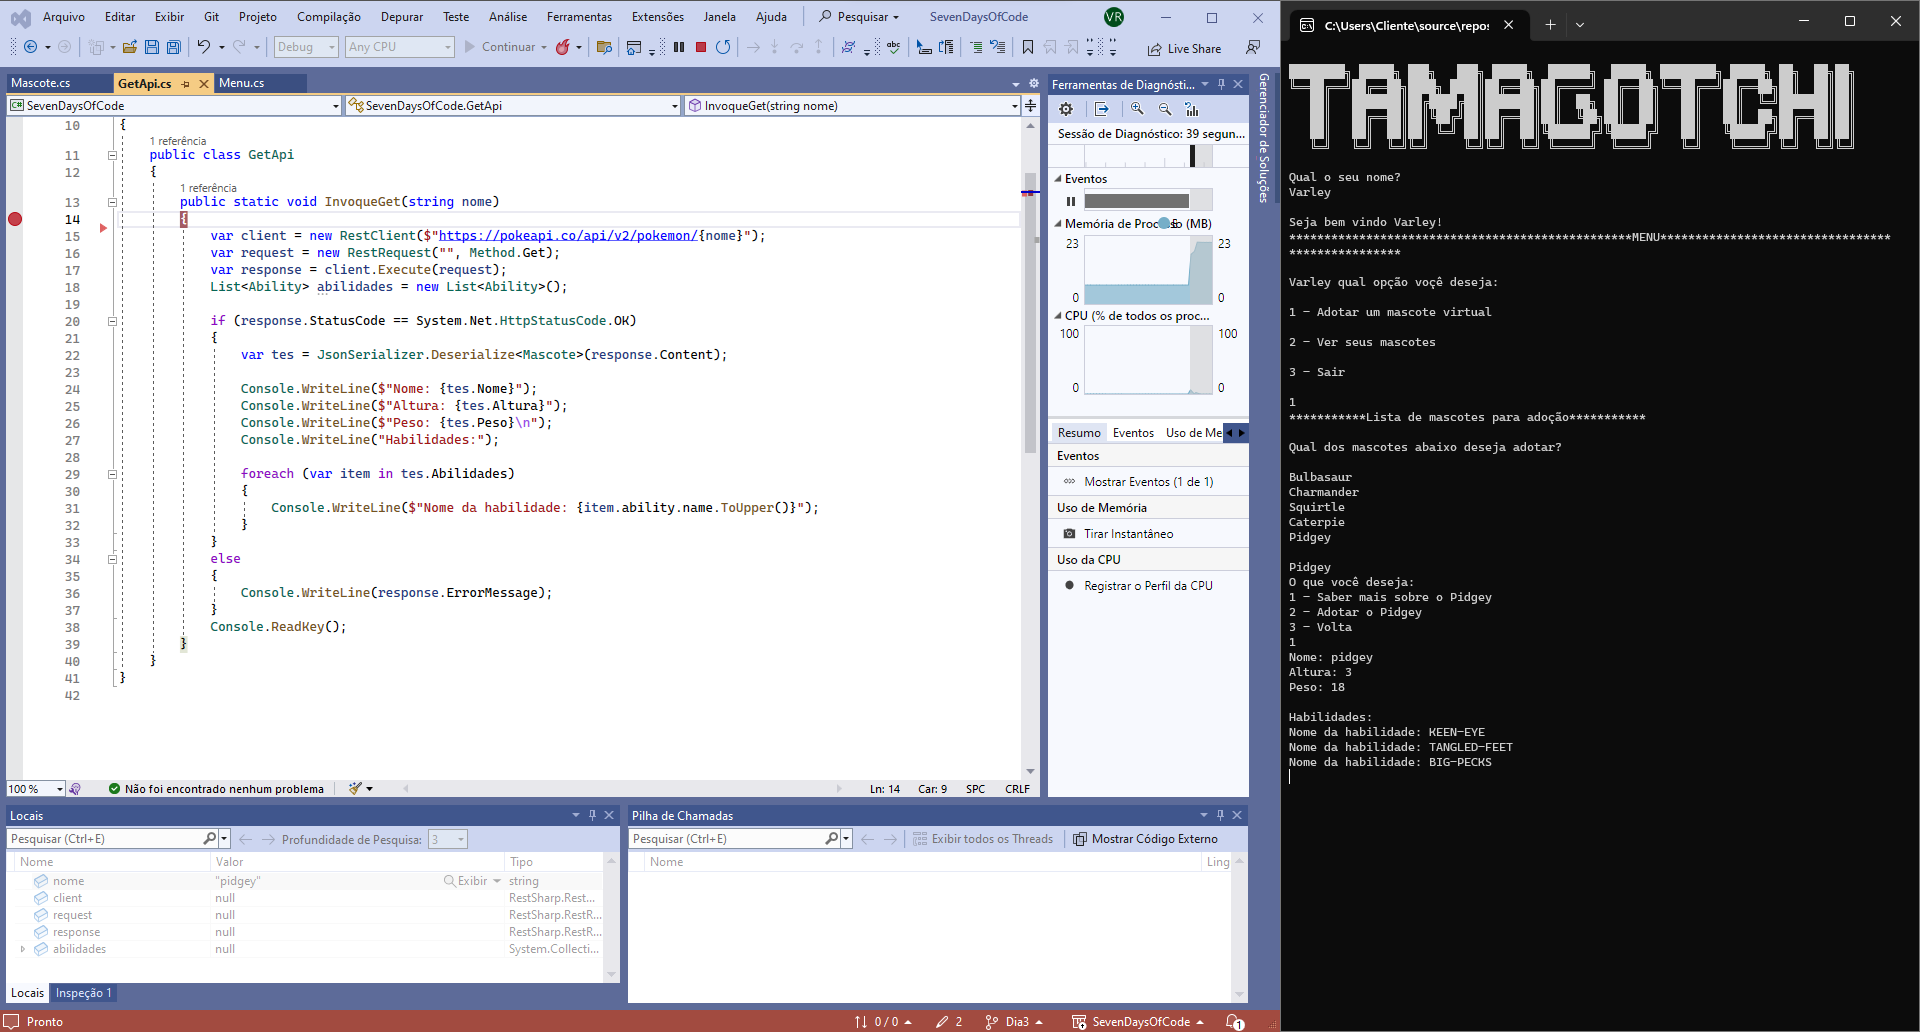 Arquivo Editar Exibir Git Projeto Compilação Depurar Teste Análise Ferramentas Extensões Janela Ajuda Pesquisar SevenDaysOfCode VR
Debug Any CPU Continuar Live Share
Mascote.cs GetApi.cs Menu.cs
SevenDaysOfCode SevenDaysOfCode.GetApi InvoqueGet(string nome)
10 {
1 referência
11 public class GetApi
12 {
1 referência
13 public static void InvoqueGet(string nome)
14 {
15 var client = new RestClient($"https://pokeapi.co/api/v2/pokemon/{nome}");
16 var request = new RestRequest("", Method.Get);
17 var response = client.Execute(request);
18 List<Ability> abilidades = new List<Ability>();
19
20 if (response.StatusCode == System.Net.HttpStatusCode.OK)
21 {
22 var tes = JsonSerializer.Deserialize<Mascote>(response.Content);
23
24 Console.WriteLine($"Nome: {tes.Nome}");
25 Console.WriteLine($"Altura: {tes.Altura}");
26 Console.WriteLine($"Peso: {tes.Peso}\n");
27 Console.WriteLine("Habilidades:");
28
29 foreach (var item in tes.Abilidades)
30 {
31 Console.WriteLine($"Nome da habilidade: {item.ability.name.ToUpper()}");
32 }
33 }
34 else
35 {
36 Console.WriteLine(response.ErrorMessage);
37 }
38 Console.ReadKey();
39 }
40 }
41 }
42
100 % Não foi encontrado nenhum problema Ln: 14 Car: 9 SPC CRLF
Ferramentas de Diagnósti...
Sessão de Diagnóstico: 39 segun...
Eventos
Memória de Processo (MB)
23 23
0 0
CPU (% de todos os proc...
100 100
0 0
Resumo Eventos Uso de Me
Eventos
Mostrar Eventos (1 de 1)
Uso de Memória
Tirar Instantâneo
Uso da CPU
Registrar o Perfil da CPU
Gerenciador de Soluções
Locais
Pesquisar (Ctrl+E) Profundidade de Pesquisa: 3
Nome Valor Tipo
nome "pidgey" Exibir string
client null RestSharp.Rest...
request null RestSharp.RestR...
response null RestSharp.RestR...
abilidades null System.Collecti...
Locais Inspeção 1
Pilha de Chamadas
Pesquisar (Ctrl+E) Exibir todos os Threads Mostrar Código Externo
Nome Ling
Pronto 0 / 0 2 Dia3 SevenDaysOfCode 1
C:\Users\Cliente\source\repos
TAMAGOTCHI
Qual o seu nome?
Varley
Seja bem vindo Varley!
*************************************************MENU*********************************
****************
Varley qual opção voçê deseja:
1 - Adotar um mascote virtual
2 - Ver seus mascotes
3 - Sair
1
***********Lista de mascotes para adoção***********
Qual dos mascotes abaixo deseja adotar?
Bulbasaur
Charmander
Squirtle
Caterpie
Pidgey
Pidgey
O que você deseja:
1 - Saber mais sobre o Pidgey
2 - Adotar o Pidgey
3 - Volta
1
Nome: pidgey
Altura: 3
Peso: 18
Habilidades:
Nome da habilidade: KEEN-EYE
Nome da habilidade: TANGLED-FEET
Nome da habilidade: BIG-PECKS